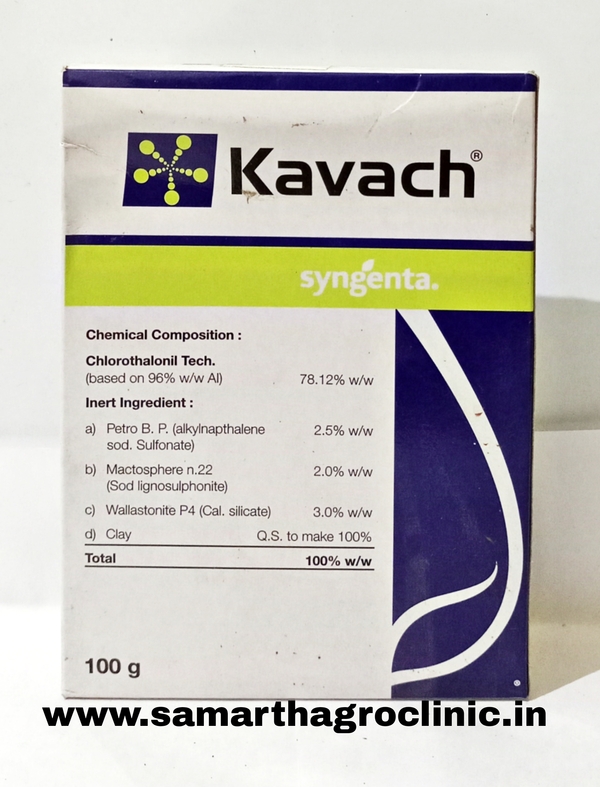 Kavach®
syngenta.
Chemical Composition :
Chlorothalonil Tech.
(based on 96% w/w AI) 78.12% w/w
Inert Ingredient :
a) Petro B. P. (alkylnapthalene 2.5% w/w
sod. Sulfonate)
b) Mactosphere n.22 2.0% w/w
(Sod lignosulphonite)
c) Wallastonite P4 (Cal. silicate) 3.0% w/w
d) Clay Q.S. to make 100%
Total 100% w/w
100 g
®
www.samarthagroclinic.in